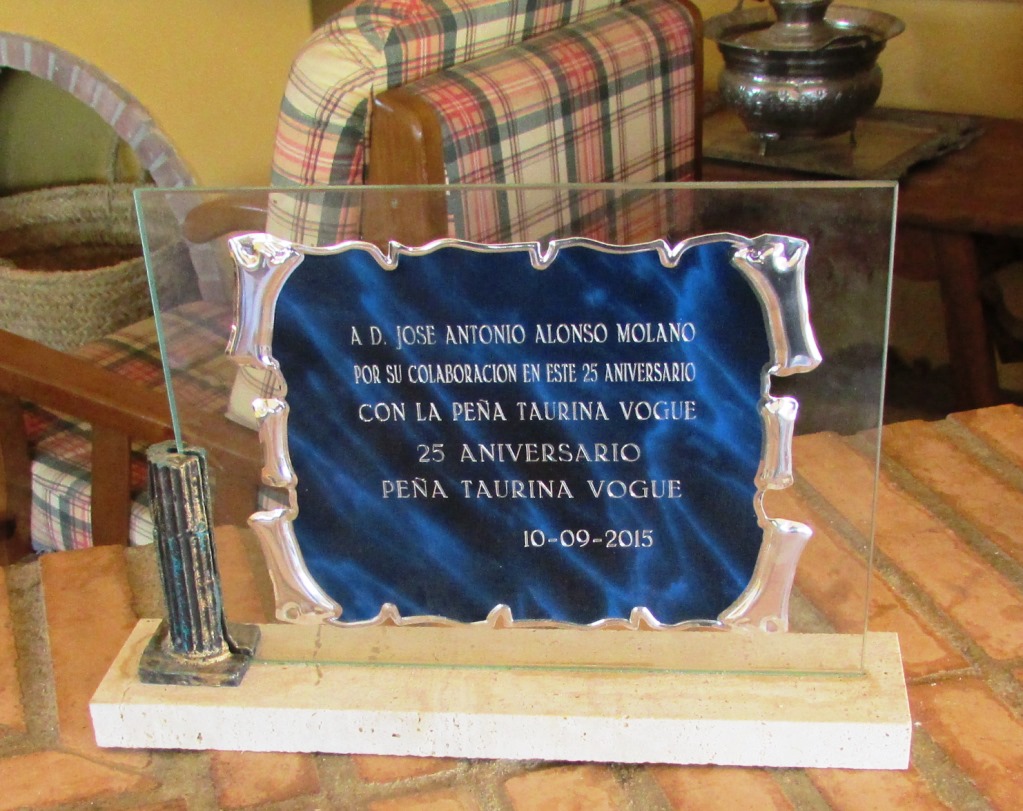 A D. JOSE ANTONIO ALONSO MOLANO
POR SU COLABORACION EN ESTE 25 ANIVERSARIO
CON LA PEÑA TAURINA VOGUE
25 ANIVERSARIO
PEÑA TAURINA VOGUE
10-09-2015